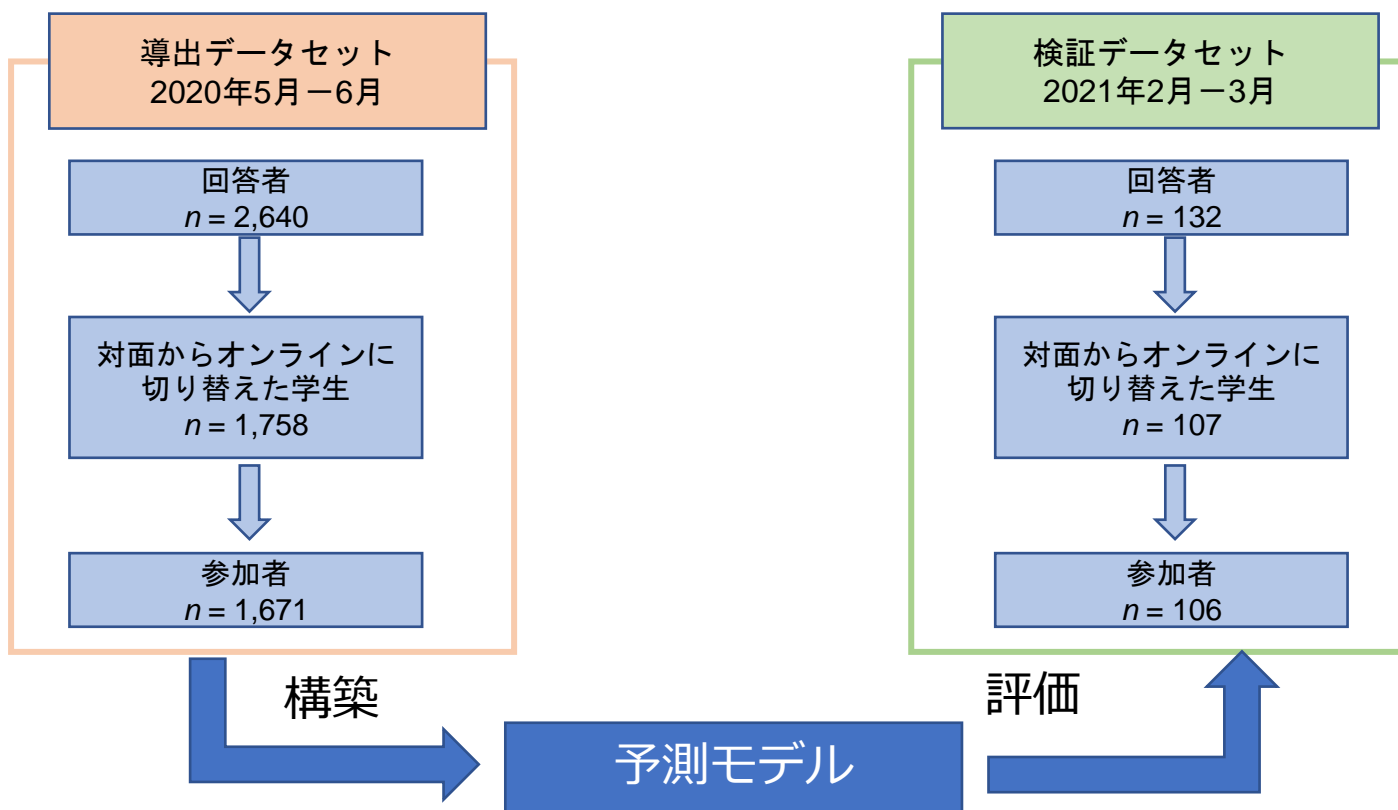 導出データセット
2020年5月－6月
回答者
n = 2,640
対面からオンラインに
切り替えた学生
n = 1,758
参加者
n = 1,671
検証データセット
2021年2月－3月
回答者
n = 132
対面からオンラインに
切り替えた学生
n = 107
参加者
n = 106
構築
予測モデル
評価